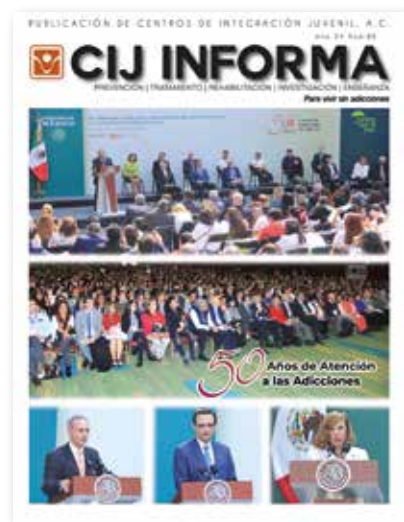 PUBLICACIÓN DE CENTROS DE INTEGRACIÓN JUVENIL, A.C.
CIJ INFORMA
PREVENCIÓN | TRATAMIENTO | REHABILITACIÓN | INVESTIGACIÓN | ENSEÑANZA
Para vivir sin adicciones
50 Años de Atención
a las Adicciones